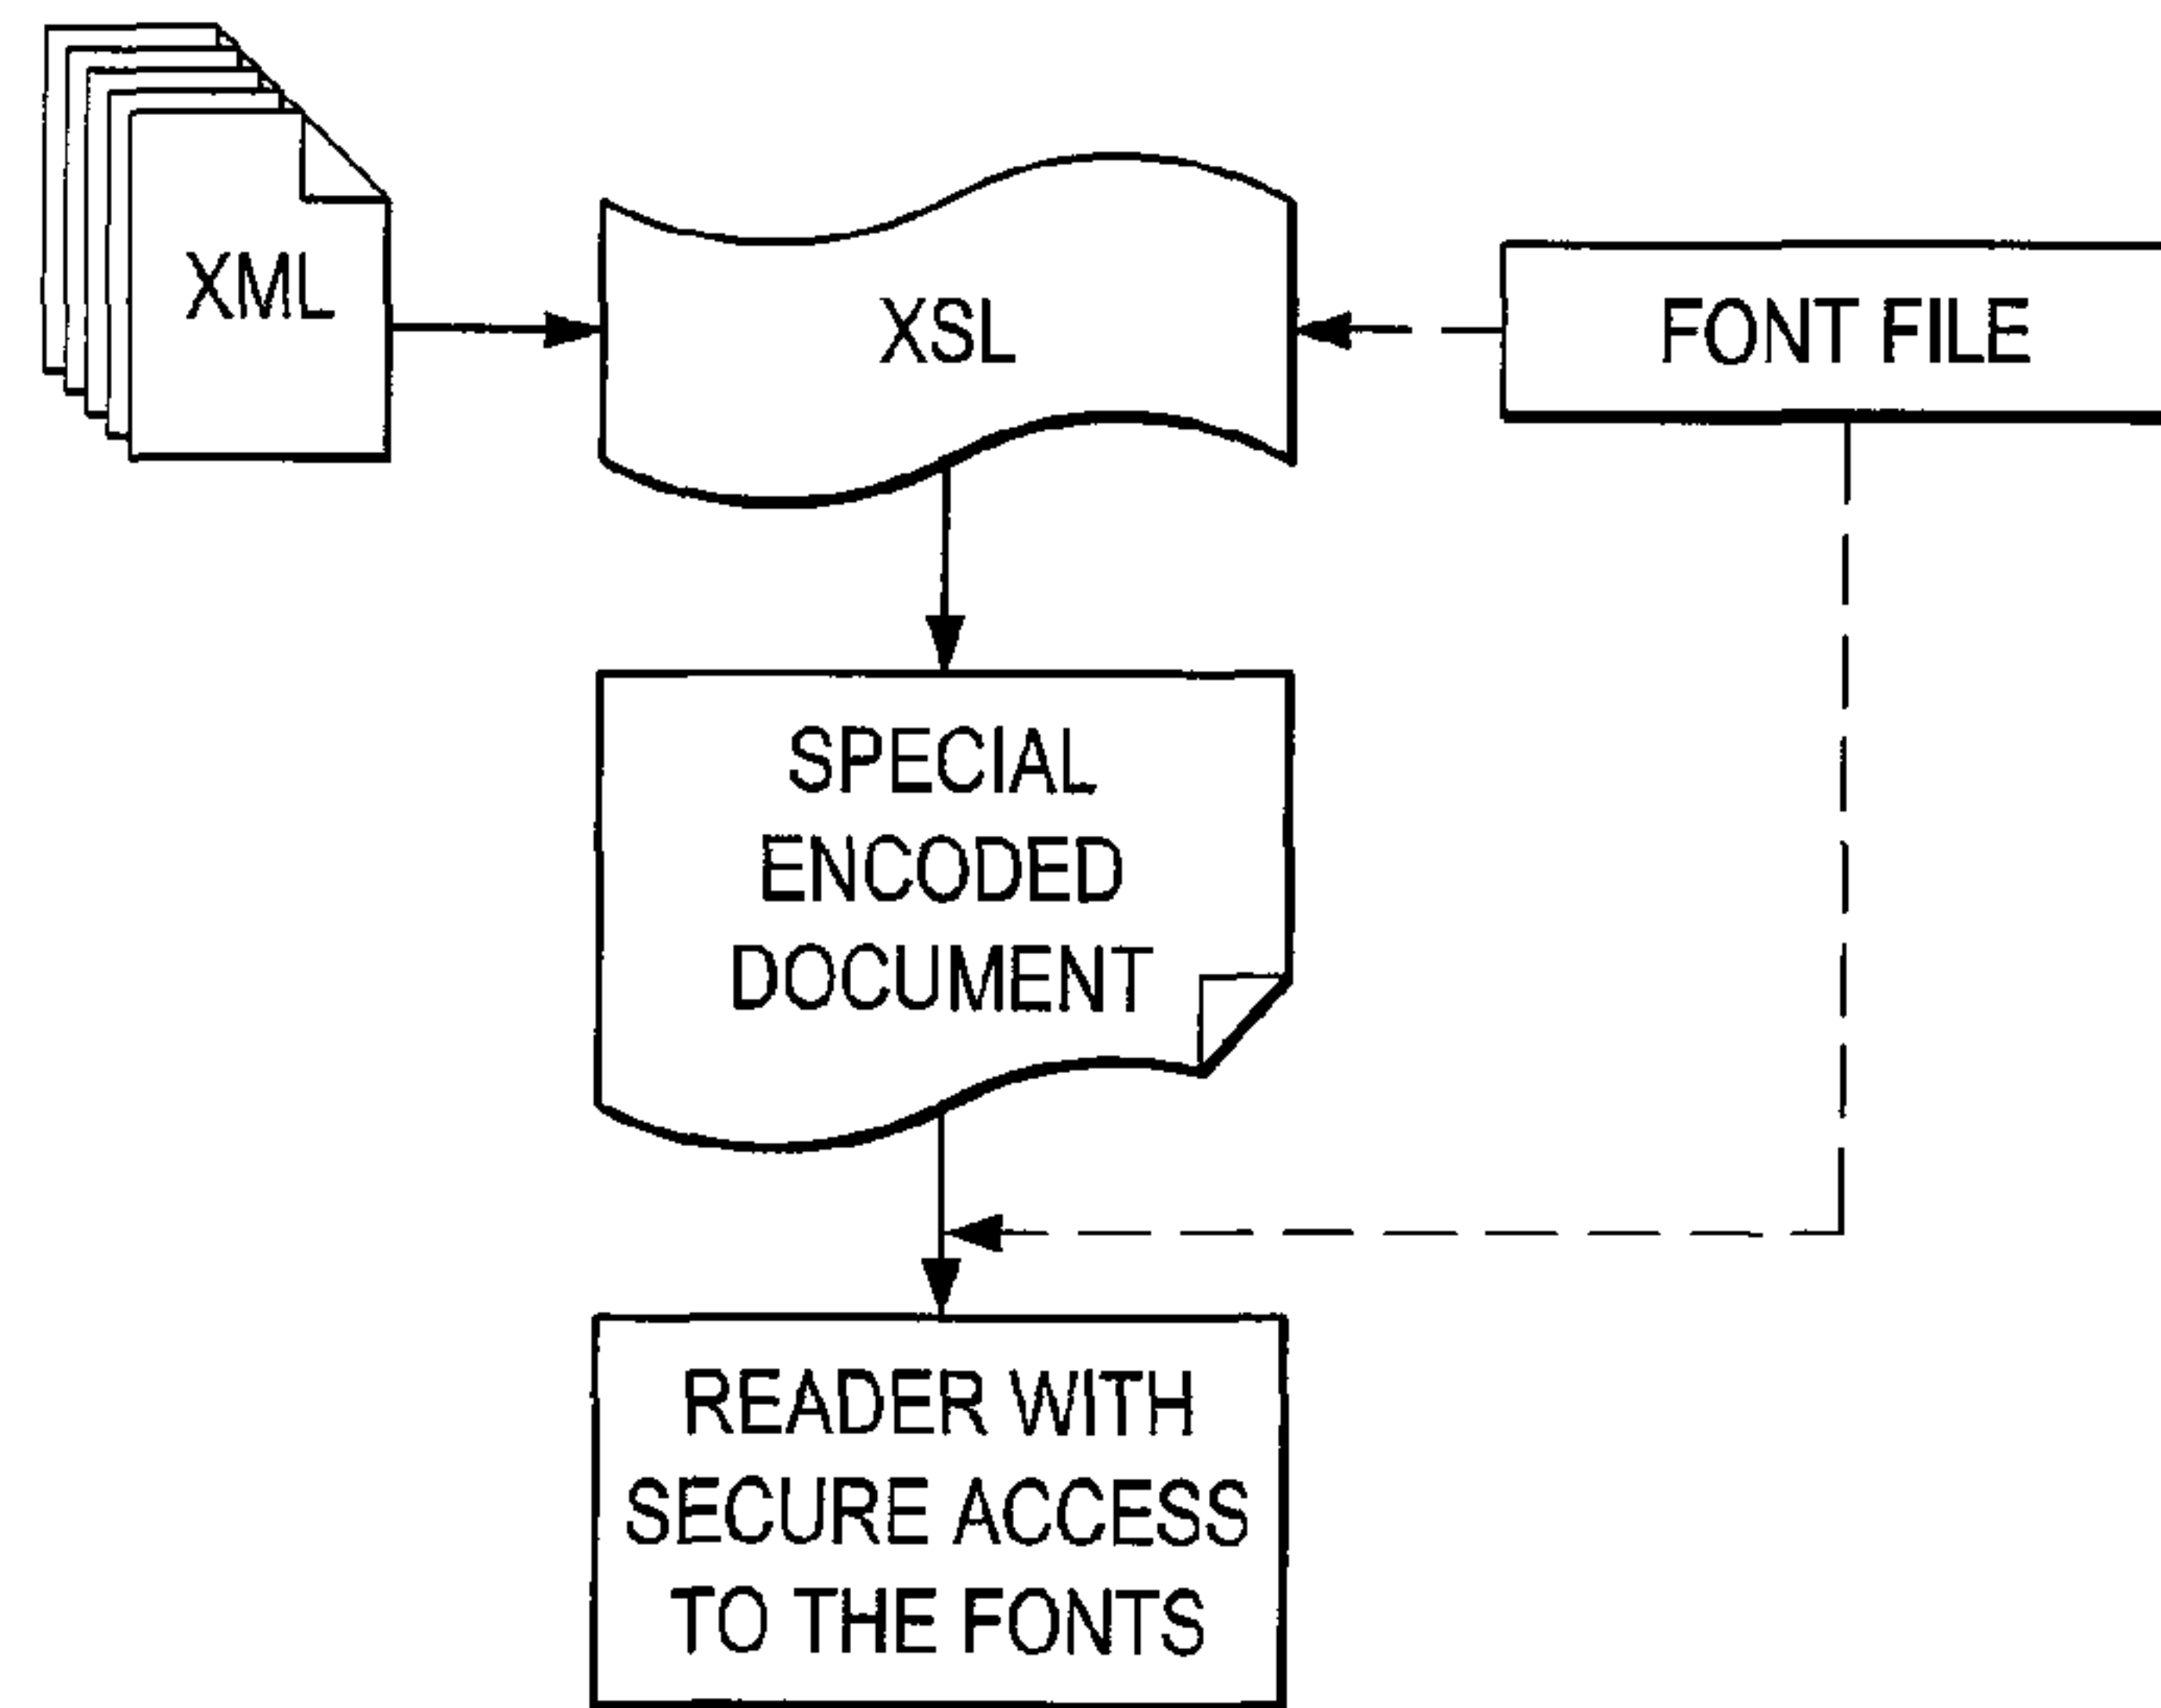 XML
XSL
FONT FILE
SPECIAL
ENCODED
DOCUMENT
READER WITH
SECURE ACCESS
TO THE FONTS